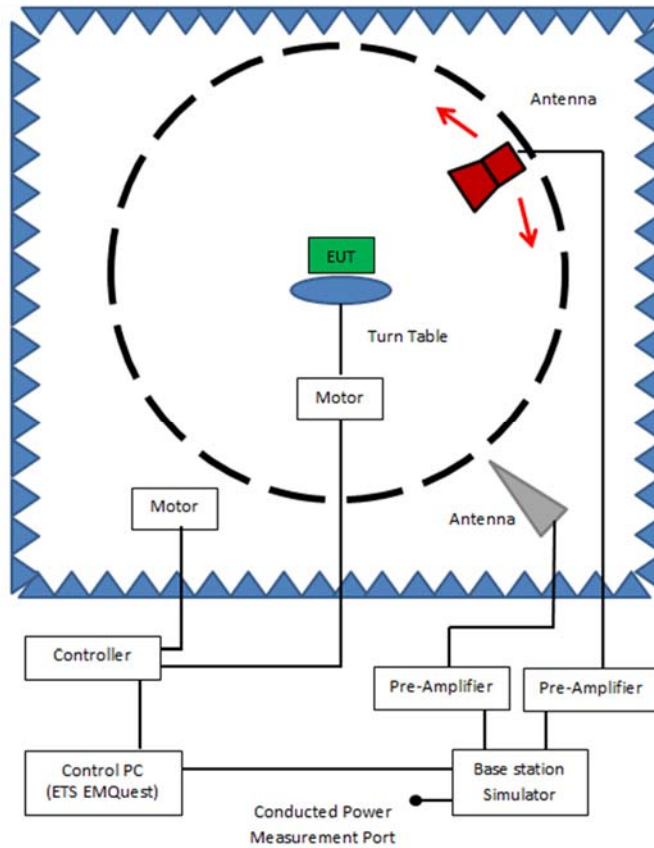 Antenna
EUT
Turn Table
Motor
Motor
Antenna
Controller
Pre-Amplifier
Pre-Amplifier
Control PC
(ETS EMQuest)
Base station
Simulator
Conducted Power
Measurement Port